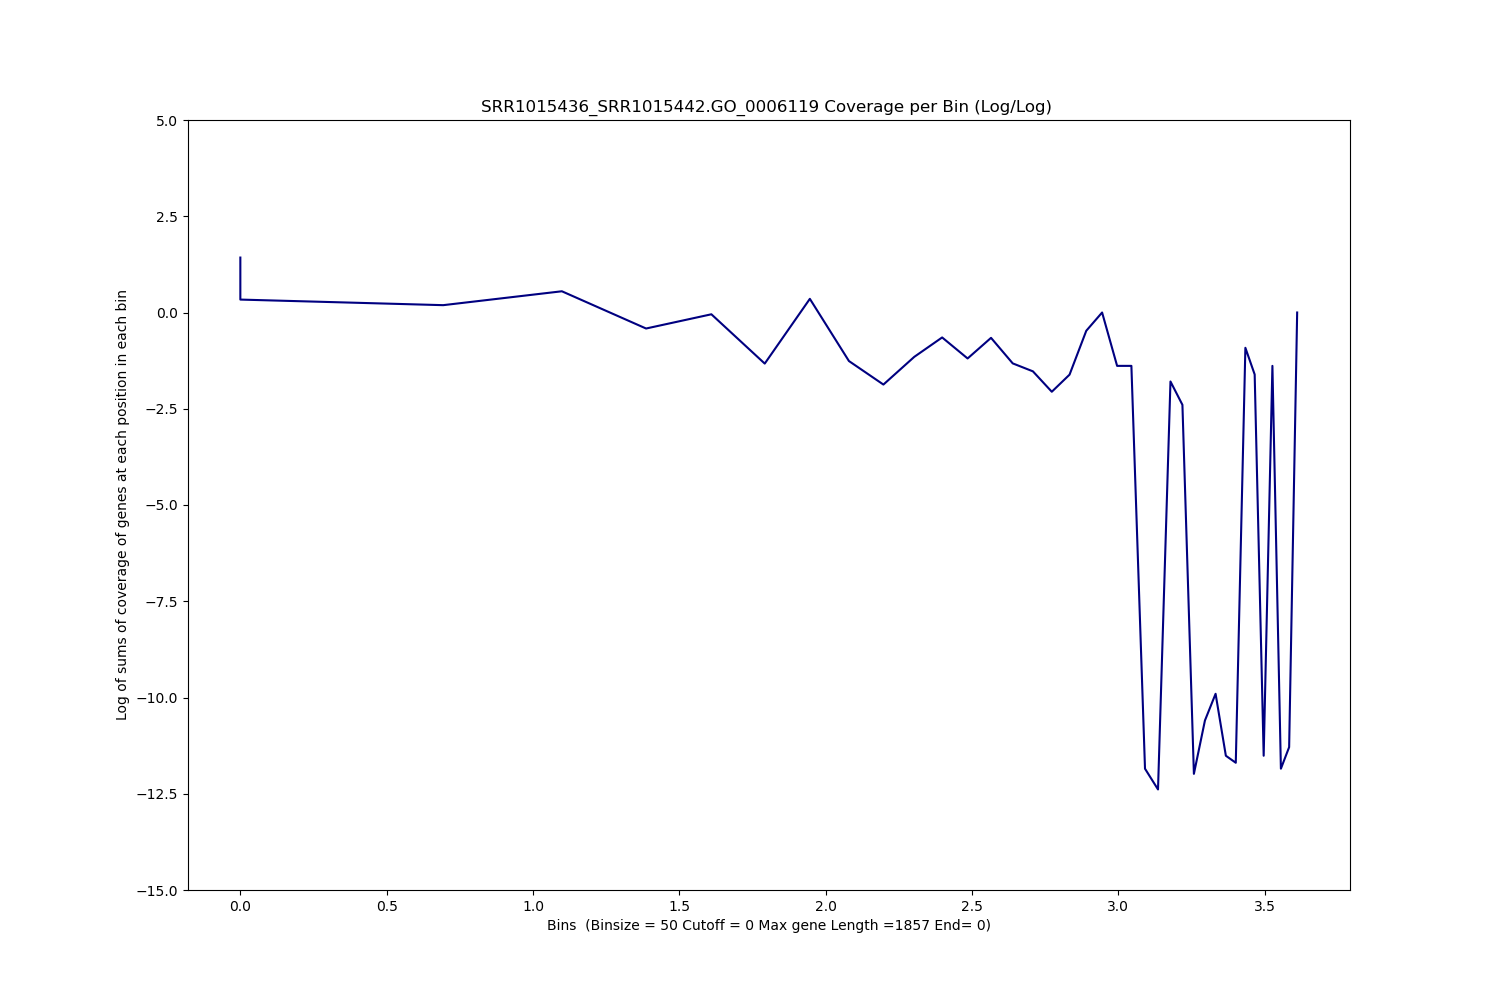 SRR1015436_SRR1015442.GO_0006119 Coverage per Bin (Log/Log)
5.0
2.5
0.0
−2.5
−5.0
−7.5
−10.0
−12.5
−15.0
Log of sums of coverage of genes at each position in each bin
0.0 0.5 1.0 1.5 2.0 2.5 3.0 3.5
Bins  (Binsize = 50 Cutoff = 0 Max gene Length =1857 End= 0)